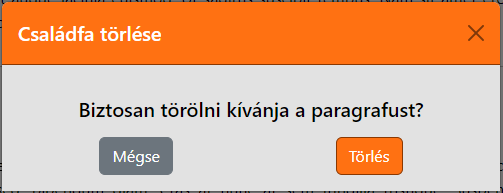 Családfa törlése
Biztosan törölni kívánja a paragrafust?
Mégse
Törlés